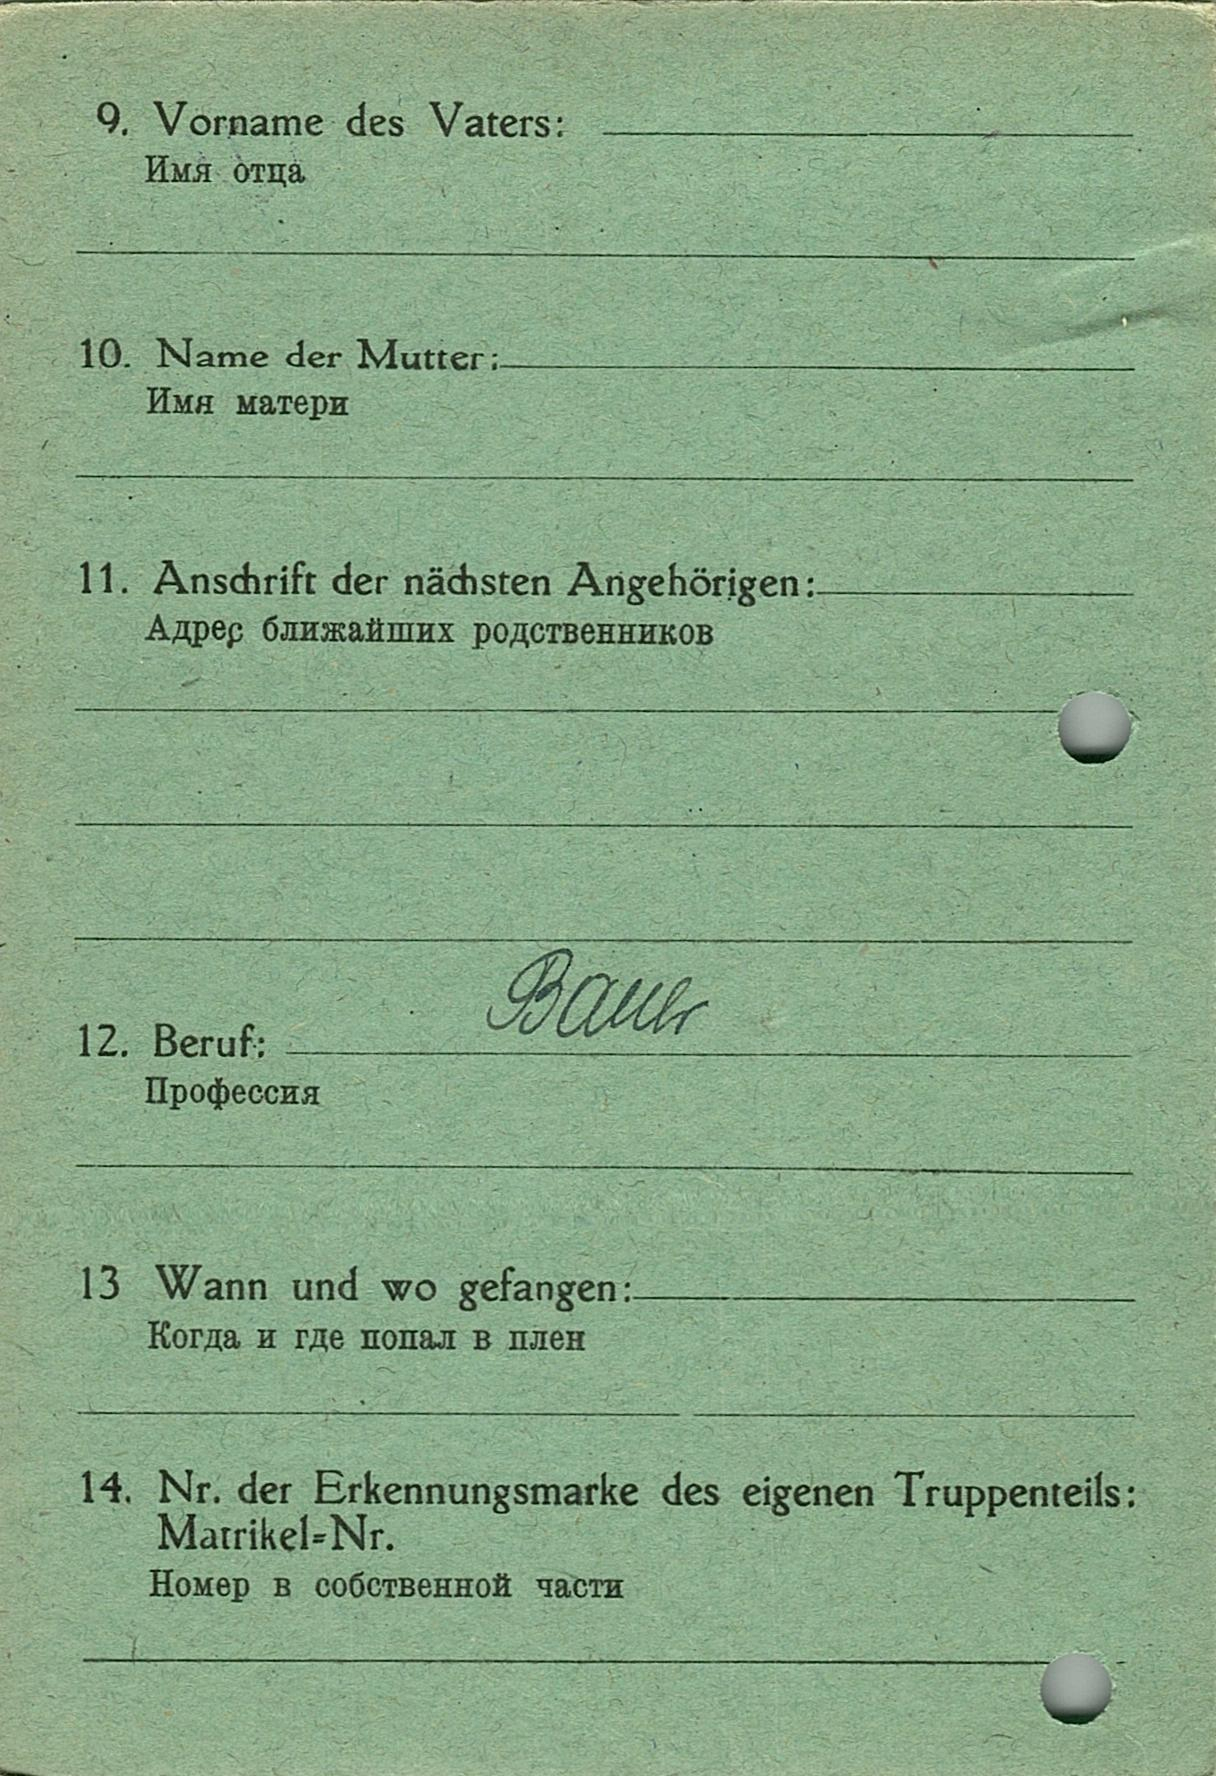 9. Vorname des Vaters:
Имя отца
10. Name der Mutter:
Имя матери
11. Anschrift der nächsten Angehörigen:
Адрес ближайших родственников
12. Beruf: Bauer
Профессия
13 Wann und wo gefangen:
Когда и где попал в плен
14. Nr. der Erkennungsmarke des eigenen Truppenteils:
Matrikel=Nr.
Номер в собственной части